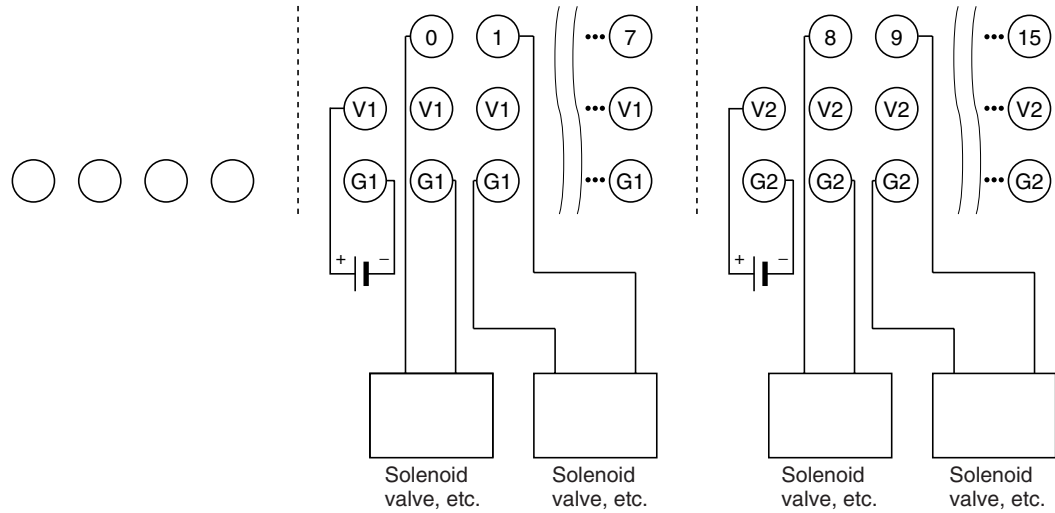 0 1 ••• 7 8 9 ••• 15
V1 V1 V1 ••• V1 V2 V2 V2 ••• V2
G1 G1 G1 ••• G1 G2 G2 G2 ••• G2
+ − + −
Solenoid valve, etc. Solenoid valve, etc. Solenoid valve, etc. Solenoid valve, etc.